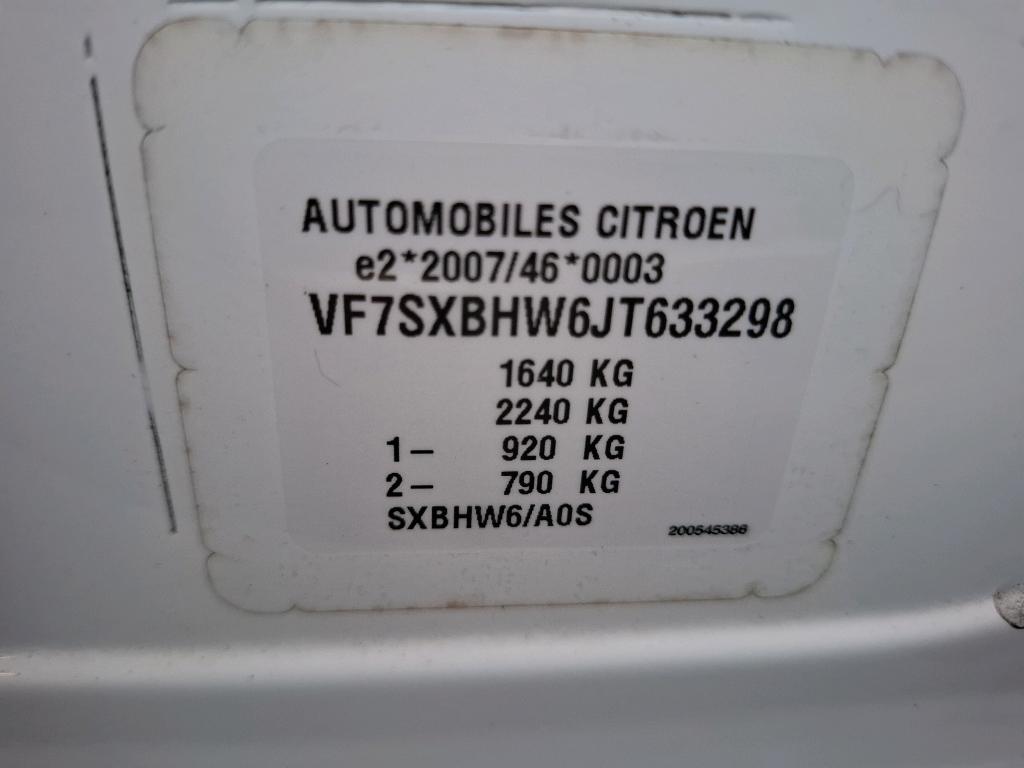 AUTOMOBILES CITROEN
e2*2007/46*0003
VF7SXBHW6JT633298
1640 KG
2240 KG
1- 920 KG
2- 790 KG
SXBHW6/A0S
200545386